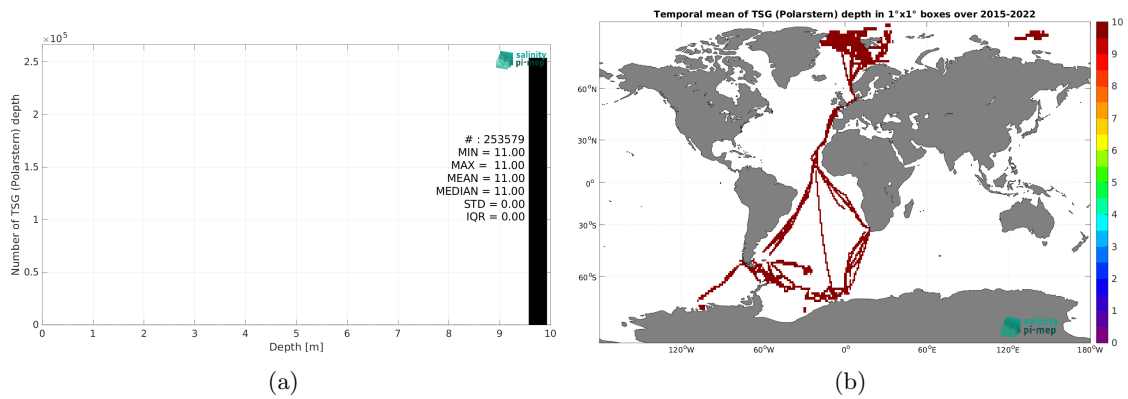 ×10⁵
2.5
2
1.5
1
0.5
0
Number of TSG (Polarstern) depth
salinity
pi-mep
# : 253579
MIN = 11.00
MAX = 11.00
MEAN = 11.00
MEDIAN = 11.00
STD = 0.00
IQR = 0.00
0 1 2 3 4 5 6 7 8 9 10
Depth [m]
(a)
Temporal mean of TSG (Polarstern) depth in 1°x1° boxes over 2015-2022
60°N
30°N
0°
30°S
60°S
120°W 60°W 0° 60°E 120°E 180°W
salinity
pi-mep
10
9
8
7
6
5
4
3
2
1
0
(b)